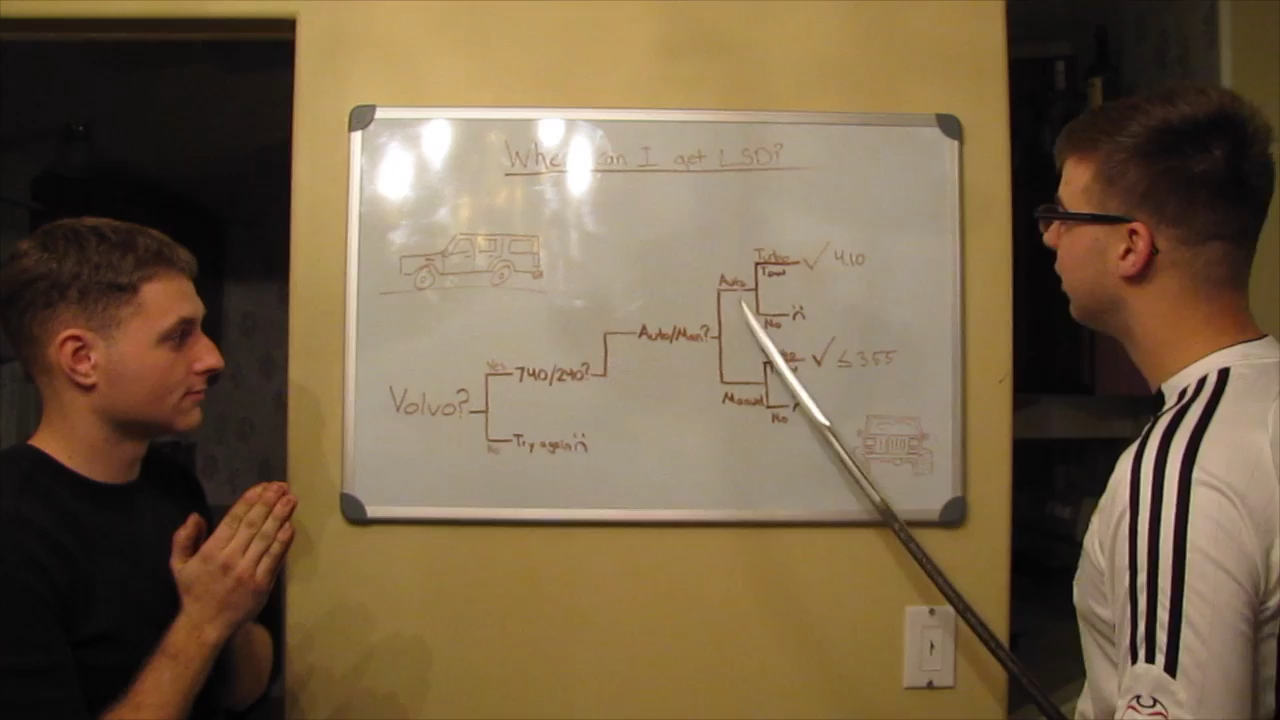 Whe can I get LSD?
Turbo ✓ 4.10
Tow
Auto
No :(
Auto/Man?
✓ ≤ 3.55
Yes 740/240?
Manual
No
Volvo?
No Try again :(